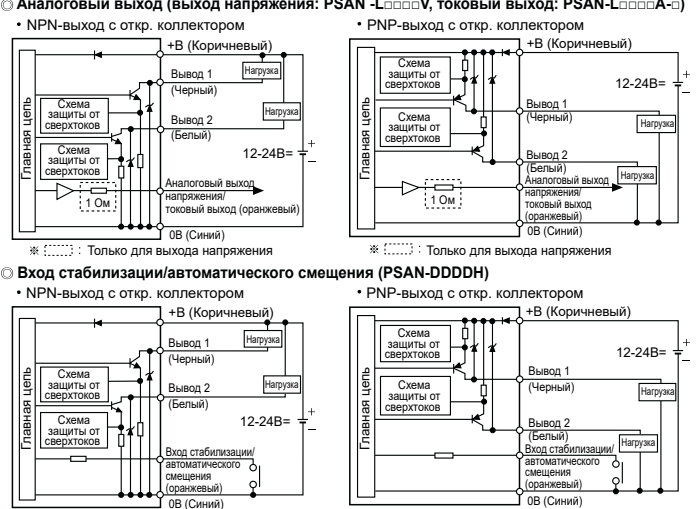 ◎ Аналоговый выход (выход напряжения: PSAN -L□□□□V, токовый выход: PSAN-L□□□□A-□)
• NPN-выход с откр. коллектором
+В (Коричневый)
Главная цепь
Схема
защиты от
сверхтоков
Схема
защиты от
сверхтоков
Вывод 1
(Черный)
Нагрузка
Вывод 2
(Белый)
Нагрузка
12-24В=
+
–
1 Ом
Аналоговый выход
напряжения/
токовый выход (оранжевый)
0В (Синий)
※ : Только для выхода напряжения
• PNP-выход с откр. коллектором
+В (Коричневый)
Главная цепь
Схема
защиты от
сверхтоков
Схема
защиты от
сверхтоков
12-24В=
+
–
Вывод 1
(Черный)
Нагрузка
Вывод 2
(Белый)
Нагрузка
1 Ом
Аналоговый выход
напряжения/
токовый выход
(оранжевый)
0В (Синий)
※ : Только для выхода напряжения
◎ Вход стабилизации/автоматического смещения (PSAN-DDDDH)
• NPN-выход с откр. коллектором
+В (Коричневый)
Главная цепь
Схема
защиты от
сверхтоков
Схема
защиты от
сверхтоков
Вывод 1
(Черный)
Нагрузка
Вывод 2
(Белый)
Нагрузка
12-24В=
+
–
Вход стабилизации/
автоматического
смещения
(оранжевый)
0В (Синий)
• PNP-выход с откр. коллектором
+В (Коричневый)
Главная цепь
Схема
защиты от
сверхтоков
Схема
защиты от
сверхтоков
12-24В=
+
–
Вывод 1
(Черный)
Нагрузка
Вывод 2
(Белый)
Нагрузка
Вход стабилизации/
автоматического
смещения
(оранжевый)
0В (Синий)